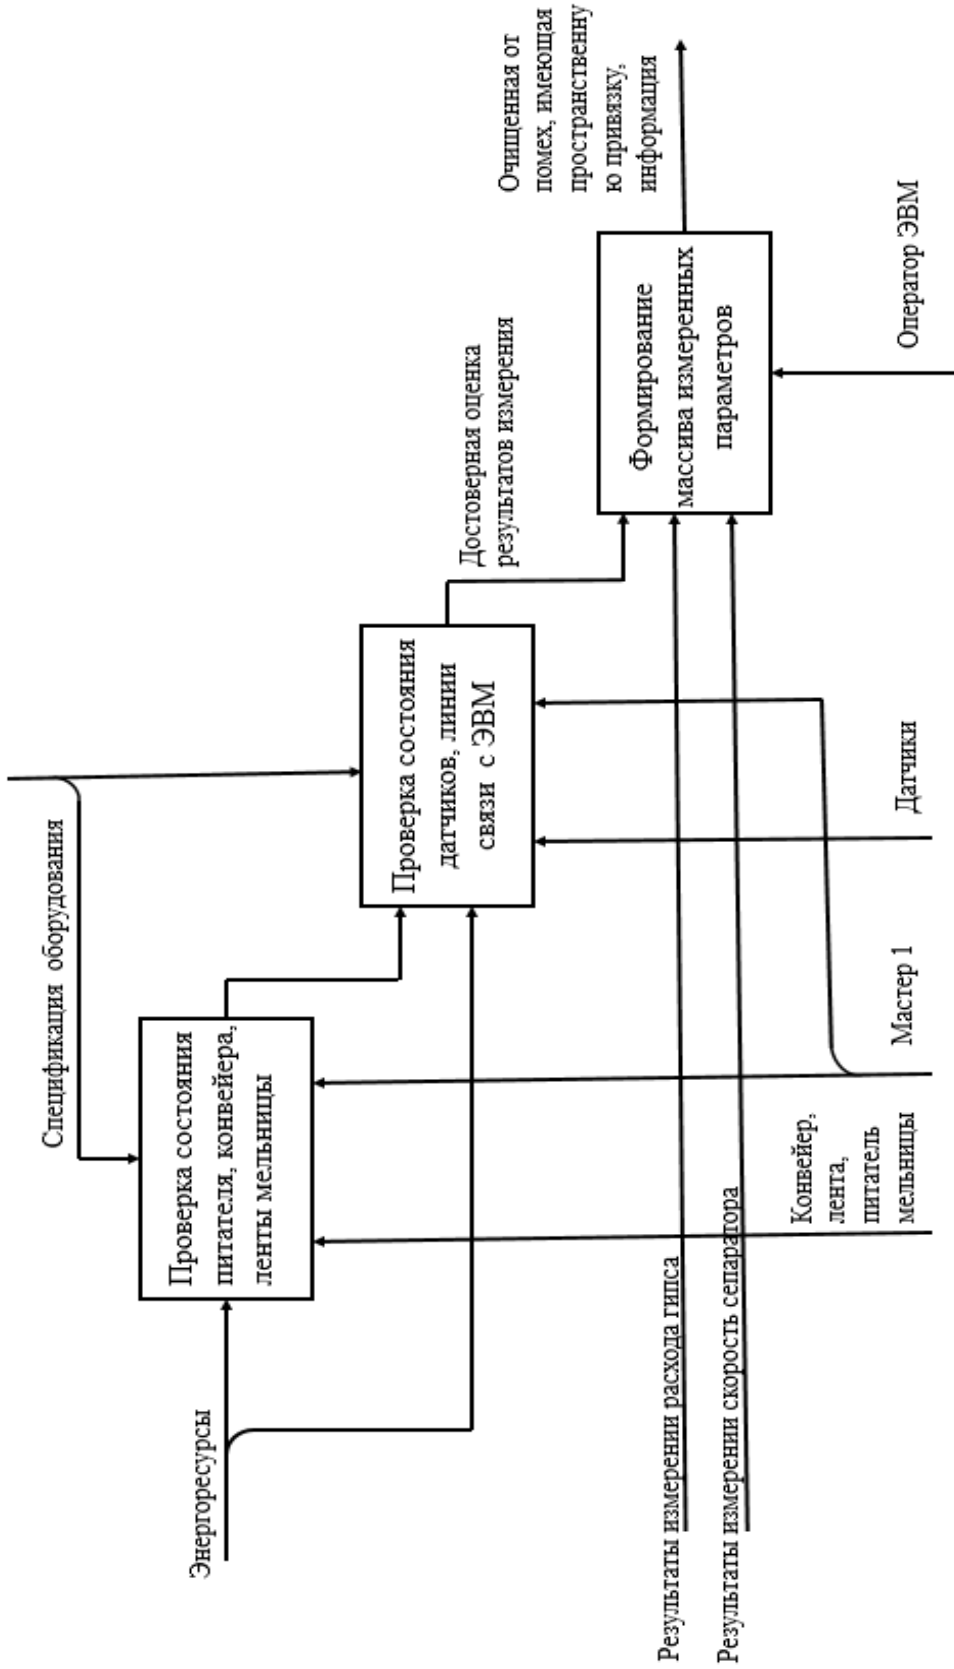 Спецификация оборудования
Энергоресурсы
Проверка состояния
питателя, конвейера,
ленты мельницы
Проверка состояния
датчиков, линии
связи с ЭВМ
Достоверная оценка
результатов измерения
Очищенная от
помех, имеющая
пространственну
ю привязку,
информация
Формирование
массива измеренных
параметров
Результаты измерении расхода гипса
Результаты измерении скорость сепаратора
Конвейер,
лента,
питатель
мельницы
Мастер 1
Датчики
Оператор ЭВМ